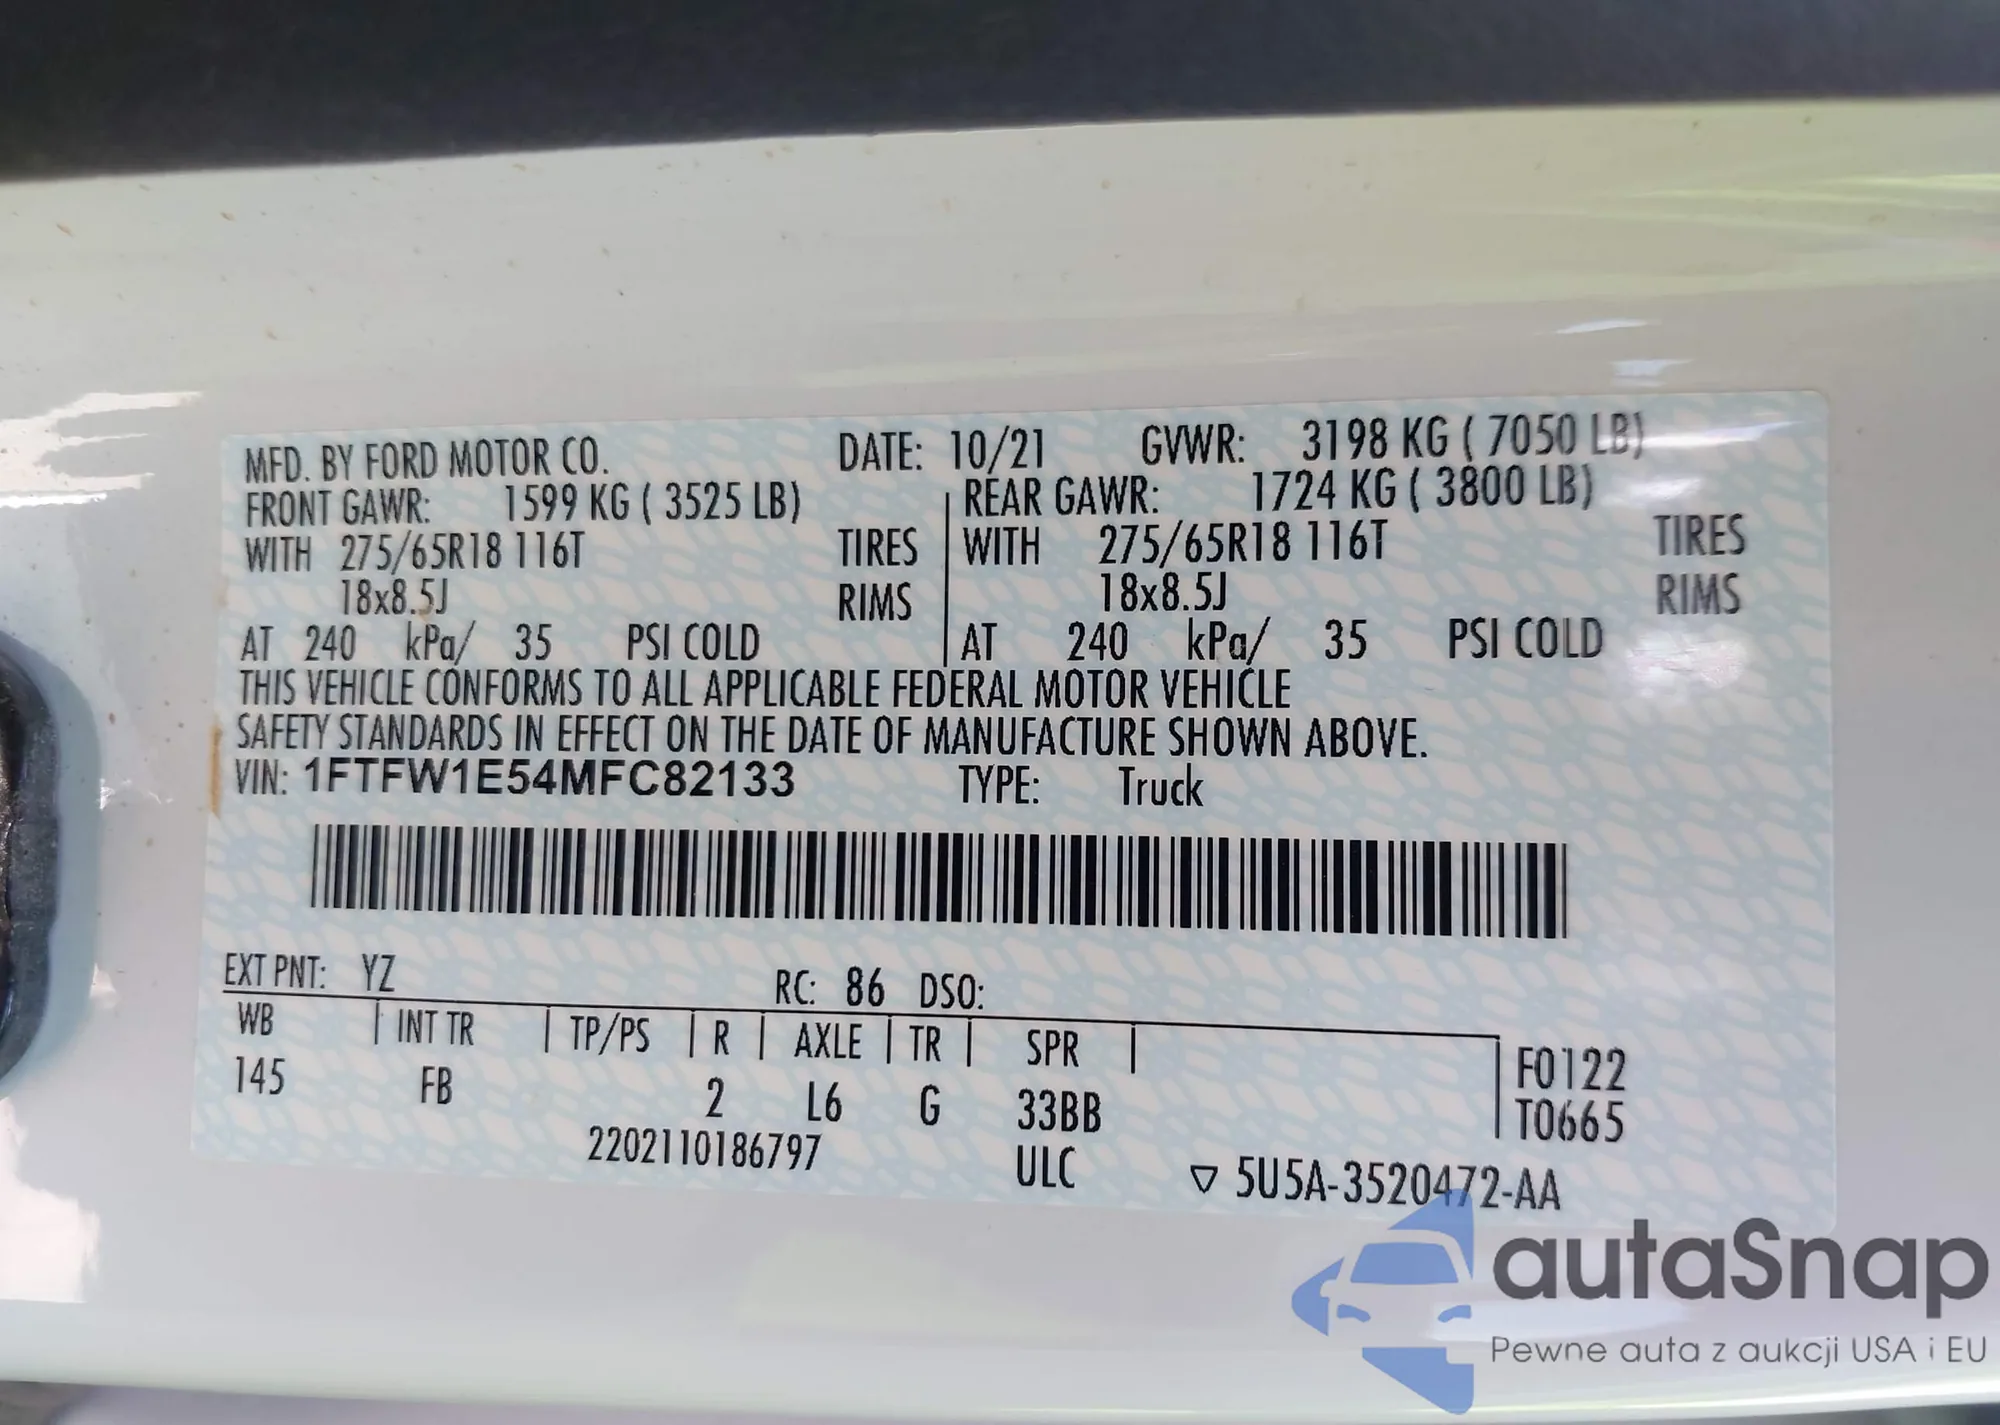 MFD. BY FORD MOTOR CO. DATE: 10/21 GVWR: 3198 KG ( 7050 LB)
FRONT GAWR: 1599 KG ( 3525 LB) REAR GAWR: 1724 KG ( 3800 LB)
WITH 275/65R18 116T TIRES WITH 275/65R18 116T TIRES
18x8.5J RIMS 18x8.5J RIMS
AT 240 kPa/ 35 PSI COLD AT 240 kPa/ 35 PSI COLD
THIS VEHICLE CONFORMS TO ALL APPLICABLE FEDERAL MOTOR VEHICLE
SAFETY STANDARDS IN EFFECT ON THE DATE OF MANUFACTURE SHOWN ABOVE.
VIN: 1FTFW1E54MFC82133 TYPE: Truck
EXT PNT: YZ RC: 86 DSO:
WB INT TR TP/PS R AXLE TR SPR
145 FB 2 L6 G 33BB
F0122
T0665
2202110186797 ULC ▽ 5U5A-3520472-AA
autaSnap
Pewne auta z aukcji USA i EU